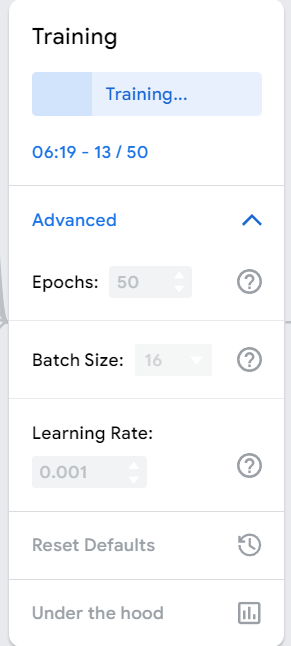 Training
Training...
06:19 - 13 / 50
Advanced
Epochs: 50
Batch Size: 16
Learning Rate:
0.001
Reset Defaults
Under the hood